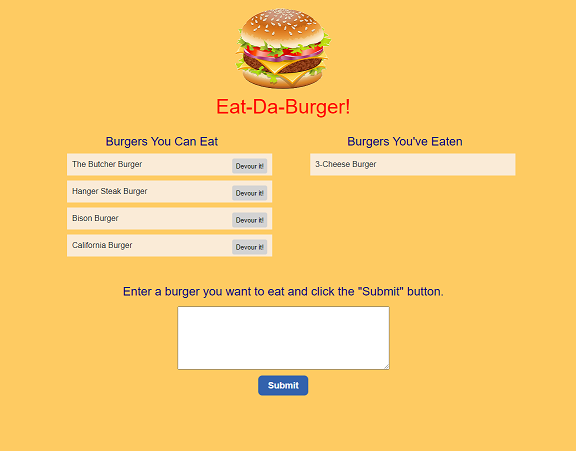 Eat-Da-Burger!
Burgers You Can Eat
The Butcher Burger Devour it!
Hanger Steak Burger Devour it!
Bison Burger Devour it!
California Burger Devour it!
Burgers You've Eaten
3-Cheese Burger
Enter a burger you want to eat and click the "Submit" button.
Submit